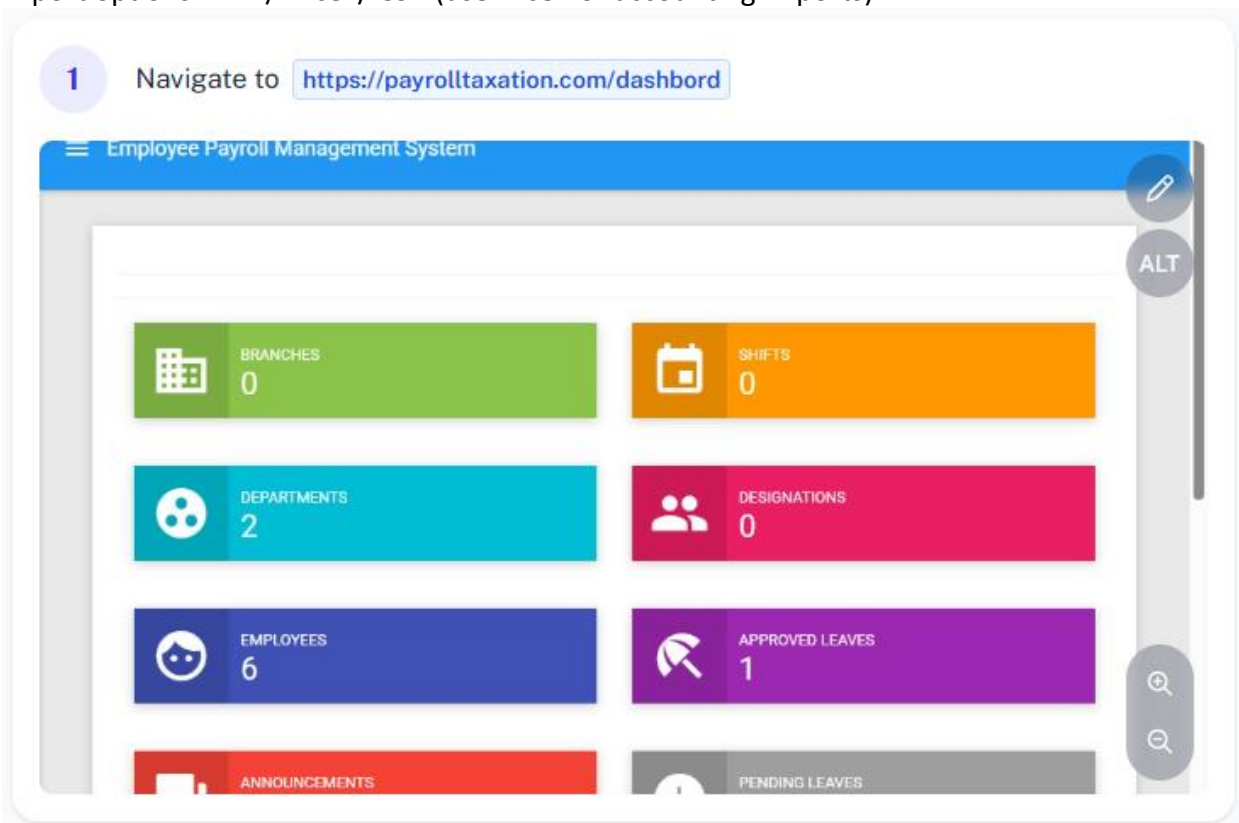 1 Navigate to https://payrolltaxation.com/dashbord
Employee Payroll Management System
ALT
BRANCHES
0
SHIFTS
0
DEPARTMENTS
2
DESIGNATIONS
0
EMPLOYEES
6
APPROVED LEAVES
1
ANNOUNCEMENTS
PENDING LEAVES